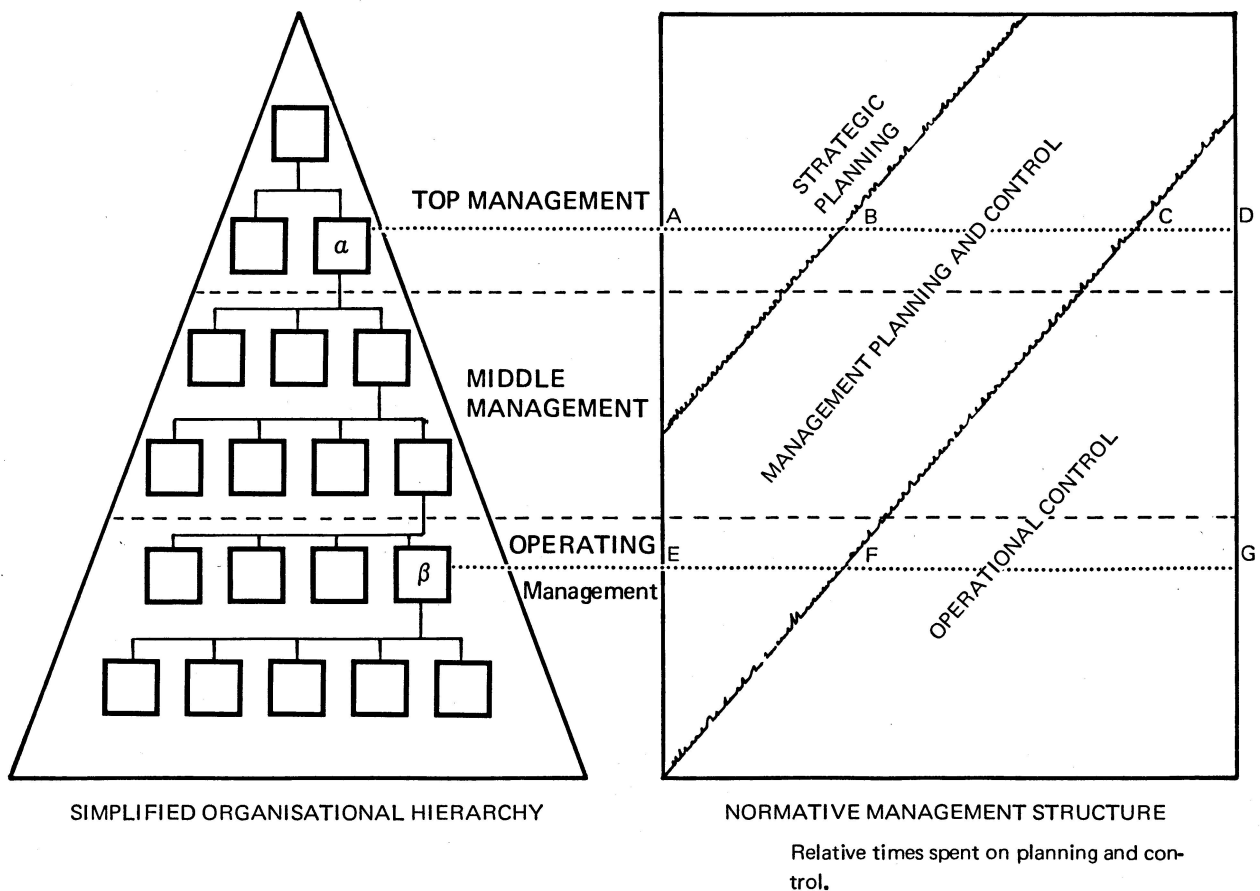 STRATEGIC
PLANNING
TOP MANAGEMENT
A
B
C
D
α
MANAGEMENT PLANNING AND CONTROL
MIDDLE
MANAGEMENT
OPERATIONAL CONTROL
OPERATING
E
F
G
β
Management
SIMPLIFIED ORGANISATIONAL HIERARCHY
NORMATIVE MANAGEMENT STRUCTURE
Relative times spent on planning and con-
trol.